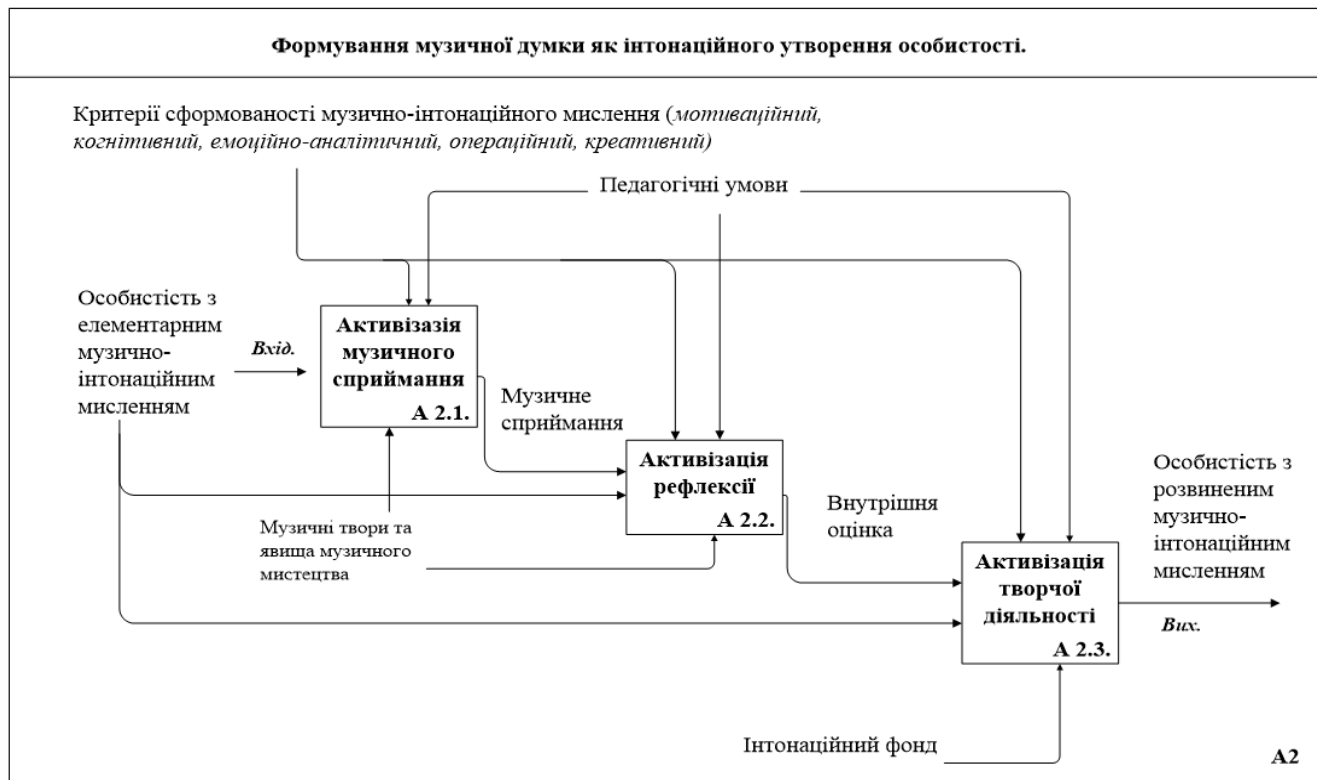 Формування музичної думки як інтонаційного утворення особистості.
Критерії сформованості музично-інтонаційного мислення (мотиваційний,
когнітивний, емоційно-аналітичний, операційний, креативний)
Педагогічні умови
Особистість з
елементарним
музично-
інтонаційним
мисленням
Вхід.
Активізазія
музичного
сприймання
А 2.1.
Музичне
сприймання
Активізація
рефлексії
А 2.2.
Музичні твори та
явища музичного
мистецтва
Внутрішня
оцінка
Активізація
творчої
діяльності
А 2.3.
Особистість з
розвиненим
музично-
інтонаційним
мисленням
Вих.
Інтонаційний фонд
А2